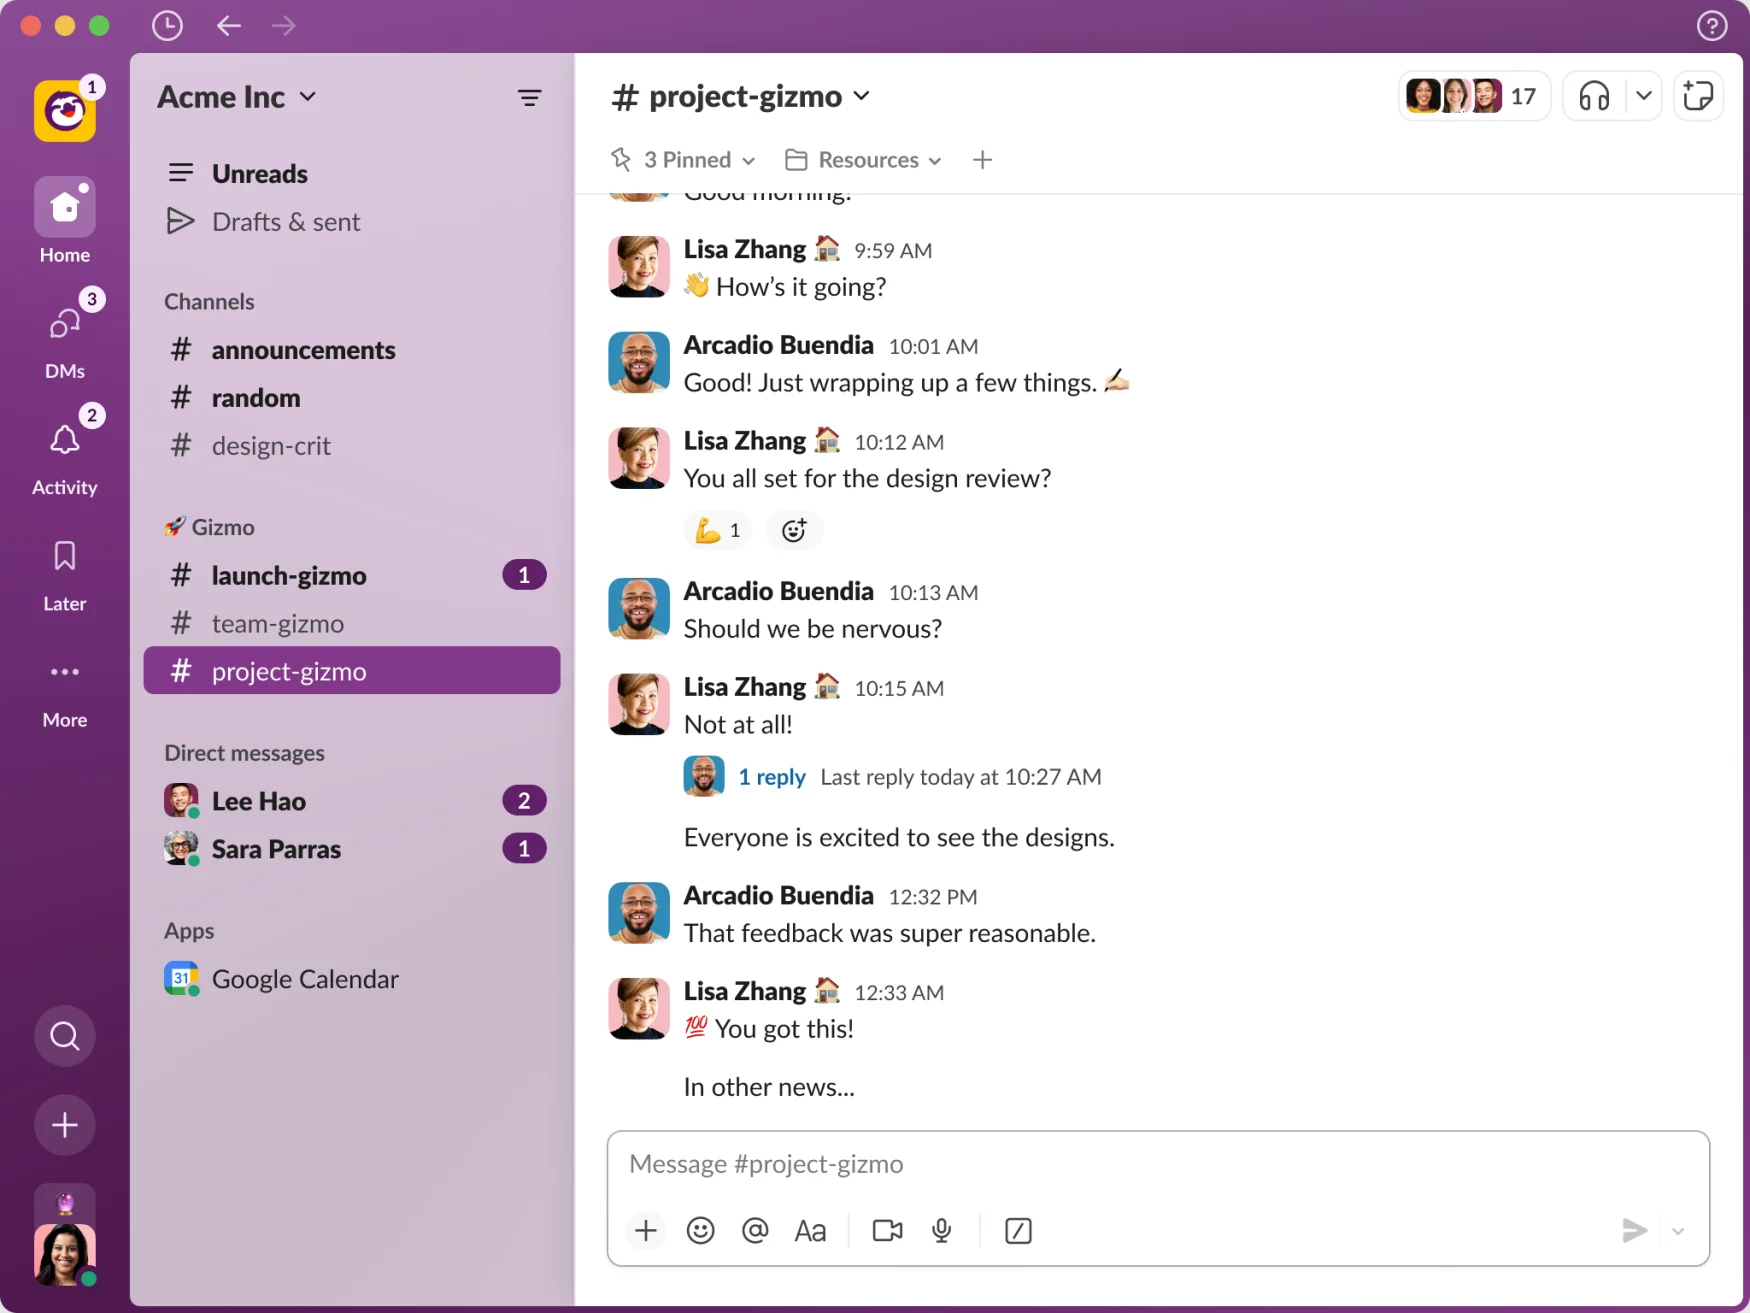 1
Home
3
DMs
2
Activity
Later
More
Acme Inc
Unreads
Drafts & sent
Channels
# announcements
# random
# design-crit
Gizmo
# launch-gizmo 1
# team-gizmo
# project-gizmo
Direct messages
Lee Hao 2
Sara Parras 1
Apps
31 Google Calendar
# project-gizmo
17
3 Pinned Resources
Good morning!
Lisa Zhang 9:59 AM
👋 How’s it going?
Arcadio Buendia 10:01 AM
Good! Just wrapping up a few things. ✍🏻
Lisa Zhang 10:12 AM
You all set for the design review?
💪 1
Arcadio Buendia 10:13 AM
Should we be nervous?
Lisa Zhang 10:15 AM
Not at all!
1 reply Last reply today at 10:27 AM
Everyone is excited to see the designs.
Arcadio Buendia 12:32 PM
That feedback was super reasonable.
Lisa Zhang 12:33 AM
💯 You got this!
In other news...
Message #project-gizmo
@ Aa